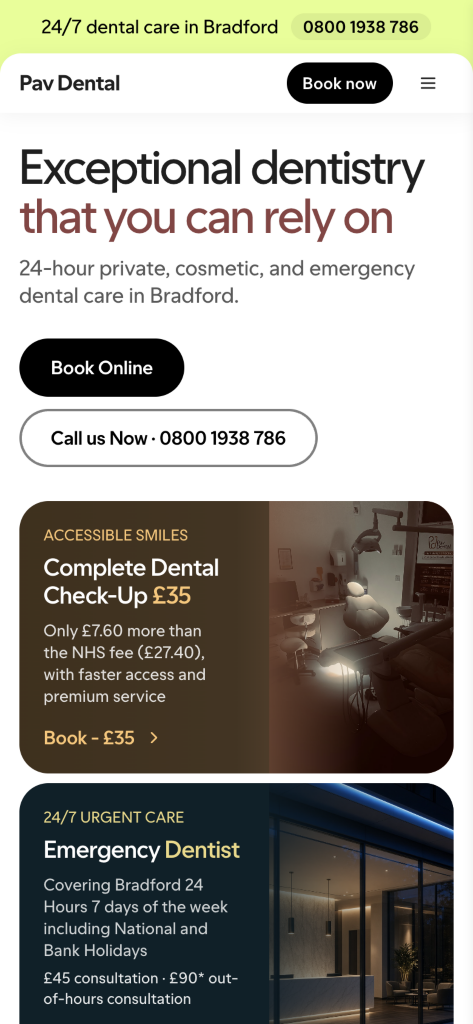 24/7 dental care in Bradford 0800 1938 786
Pav Dental Book now
Exceptional dentistry
that you can rely on
24-hour private, cosmetic, and emergency
dental care in Bradford.
Book Online
Call us Now · 0800 1938 786
ACCESSIBLE SMILES
Complete Dental
Check-Up £35
Only £7.60 more than
the NHS fee (£27.40),
with faster access and
premium service
Book - £35
24/7 URGENT CARE
Emergency Dentist
Covering Bradford 24
Hours 7 days of the week
including National and
Bank Holidays
£45 consultation · £90* out-
of-hours consultation